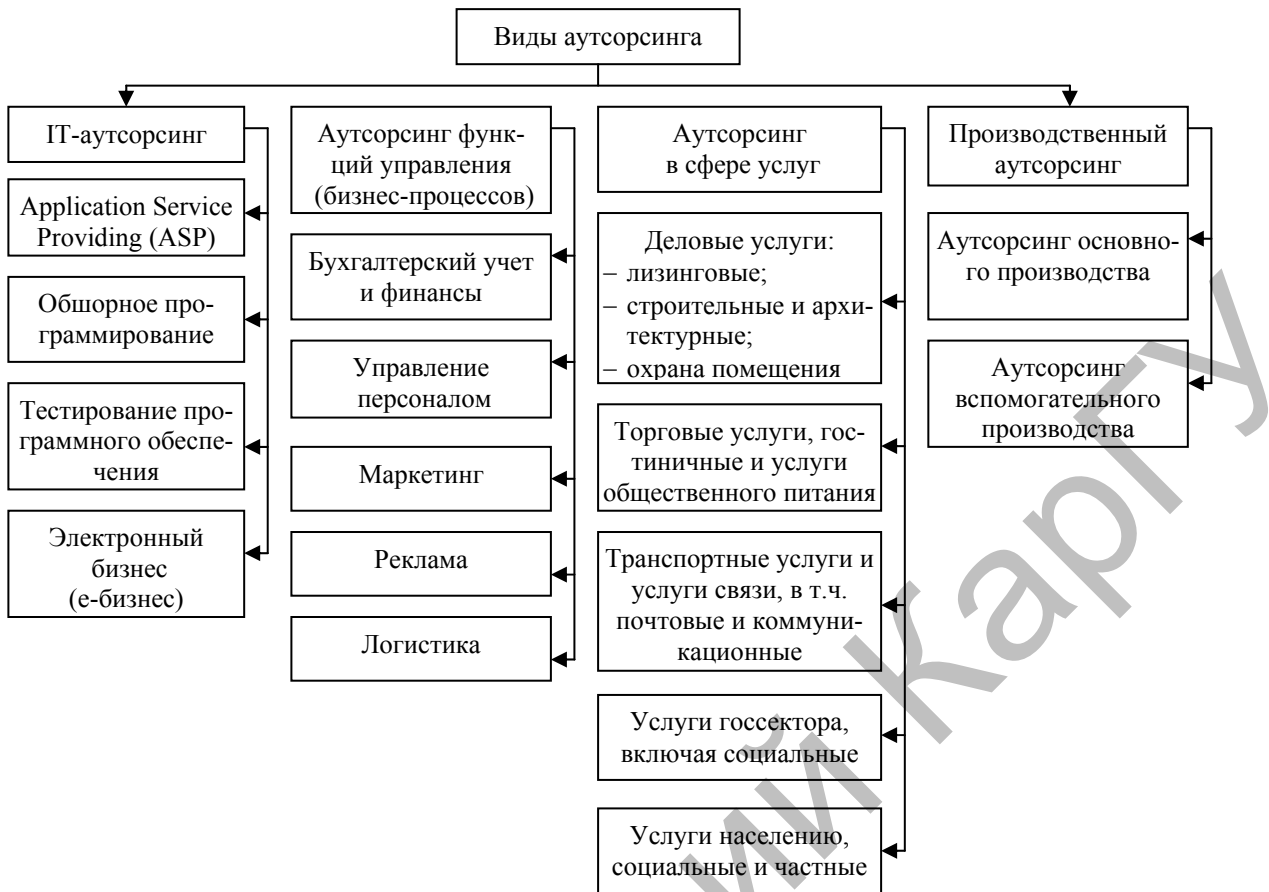 Виды аутсорсинга
IT-аутсорсинг
Application Service
Providing (ASP)
Обшорное про-
граммирование
Тестирование про-
граммного обеспе-
чения
Электронный
бизнес
(е-бизнес)
Аутсорсинг функ-
ций управления
(бизнес-процессов)
Бухгалтерский учет
и финансы
Управление
персоналом
Маркетинг
Реклама
Логистика
Аутсорсинг
в сфере услуг
Деловые услуги:
– лизинговые;
– строительные и архи-
тектурные;
– охрана помещения
Торговые услуги, гос-
тиничные и услуги
общественного питания
Транспортные услуги и
услуги связи, в т.ч.
почтовые и коммуни-
кационные
Услуги госсектора,
включая социальные
Услуги населению,
социальные и частные
Производственный
аутсорсинг
Аутсорсинг основно-
го производства
Аутсорсинг
вспомогательного
производства
ий КарГу